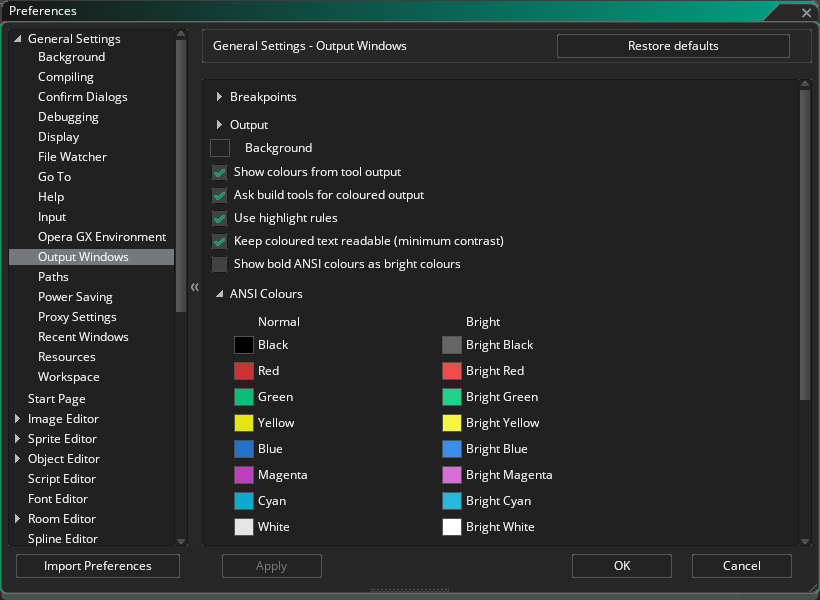 Preferences
General Settings
Background
Compiling
Confirm Dialogs
Debugging
Display
File Watcher
Go To
Help
Input
Opera GX Environment
Output Windows
Paths
Power Saving
Proxy Settings
Recent Windows
Resources
Workspace
Start Page
Image Editor
Sprite Editor
Object Editor
Script Editor
Font Editor
Room Editor
Spline Editor
Import Preferences
General Settings - Output Windows
Restore defaults
Breakpoints
Output
Background
Show colours from tool output
Ask build tools for coloured output
Use highlight rules
Keep coloured text readable (minimum contrast)
Show bold ANSI colours as bright colours
ANSI Colours
Normal Bright
Black Bright Black
Red Bright Red
Green Bright Green
Yellow Bright Yellow
Blue Bright Blue
Magenta Bright Magenta
Cyan Bright Cyan
White Bright White
Apply OK Cancel